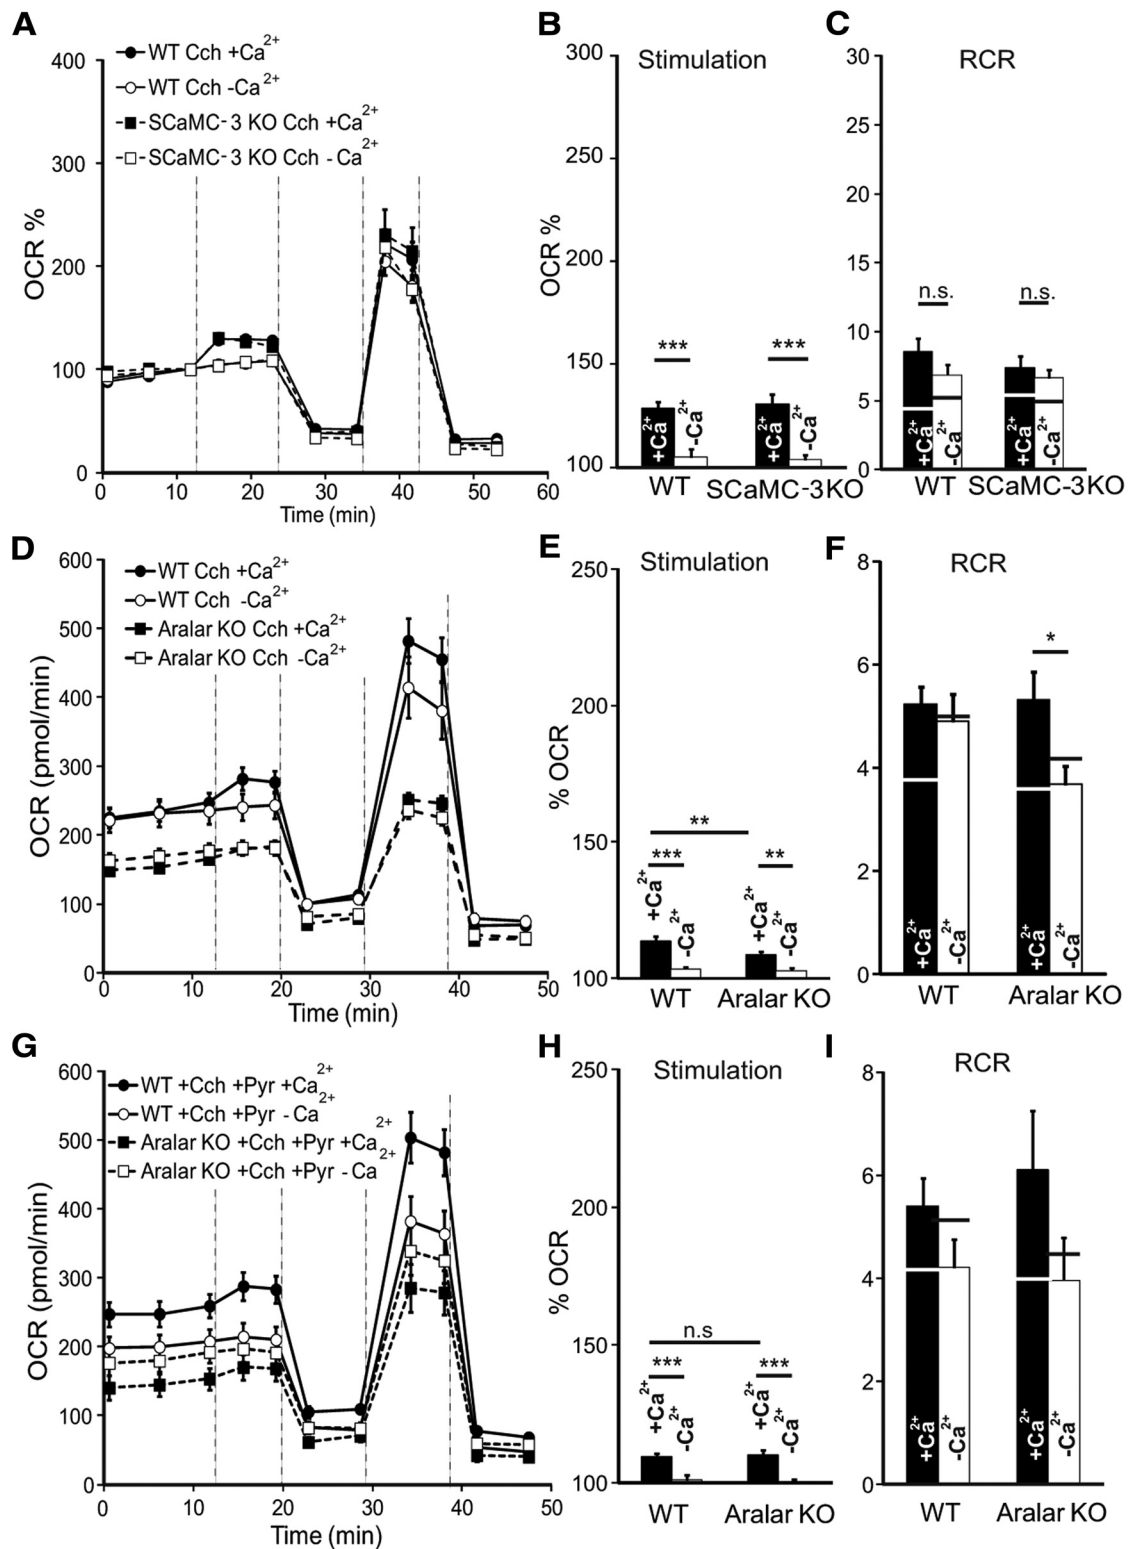 A
WT Cch +Ca2+
WT Cch -Ca2+
SCaMC-3 KO Cch +Ca2+
SCaMC-3 KO Cch -Ca2+
OCR %
400
300
200
100
0
0 10 20 30 40 50 60
Time (min)
B
Stimulation
OCR %
300
250
200
150
100
***
***
+Ca2+
-Ca2+
+Ca2+
-Ca2+
WT SCaMC-3KO
C
RCR
30
25
20
15
10
5
0
n.s.
n.s.
+Ca2+
-Ca2+
+Ca2+
-Ca2+
WT SCaMC-3KO
D
WT Cch +Ca2+
WT Cch -Ca2+
Aralar KO Cch +Ca2+
Aralar KO Cch -Ca2+
OCR (pmol/min)
600
500
400
300
200
100
0
0 10 20 30 40 50
Time (min)
E
Stimulation
% OCR
250
200
150
100
**
***
**
+Ca2+
-Ca2+
+Ca2+
-Ca2+
WT Aralar KO
F
RCR
8
6
4
2
0
*
+Ca2+
-Ca2+
+Ca2+
-Ca2+
WT Aralar KO
G
WT +Cch +Pyr +Ca2+
WT +Cch +Pyr -Ca2+
Aralar KO +Cch +Pyr +Ca2+
Aralar KO +Cch +Pyr -Ca2+
OCR (pmol/min)
600
500
400
300
200
100
0
0 10 20 30 40 50
Time (min)
H
Stimulation
% OCR
250
200
150
100
n.s
***
***
+Ca2+
-Ca2+
+Ca2+
-Ca2+
WT Aralar KO
I
RCR
8
6
4
2
0
+Ca2+
-Ca2+
+Ca2+
-Ca2+
WT Aralar KO